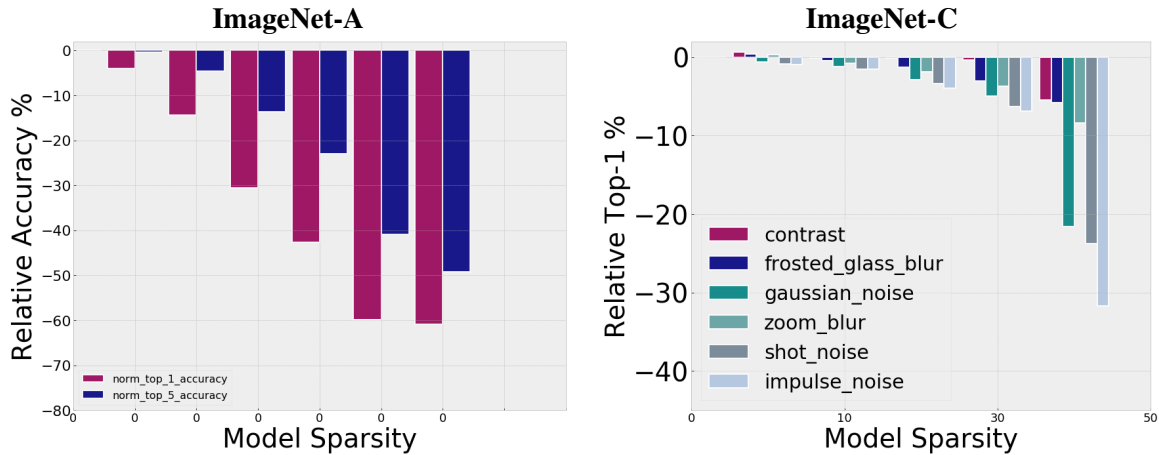 ImageNet-A
ImageNet-C
Relative Accuracy %
0
−10
−20
−30
−40
−50
−60
−70
−80
norm_top_1_accuracy
norm_top_5_accuracy
0 0 0 0 0 0 0
Model Sparsity
Relative Top-1 %
0
−10
−20
−30
−40
contrast
frosted_glass_blur
gaussian_noise
zoom_blur
shot_noise
impulse_noise
0 10 30 50
Model Sparsity